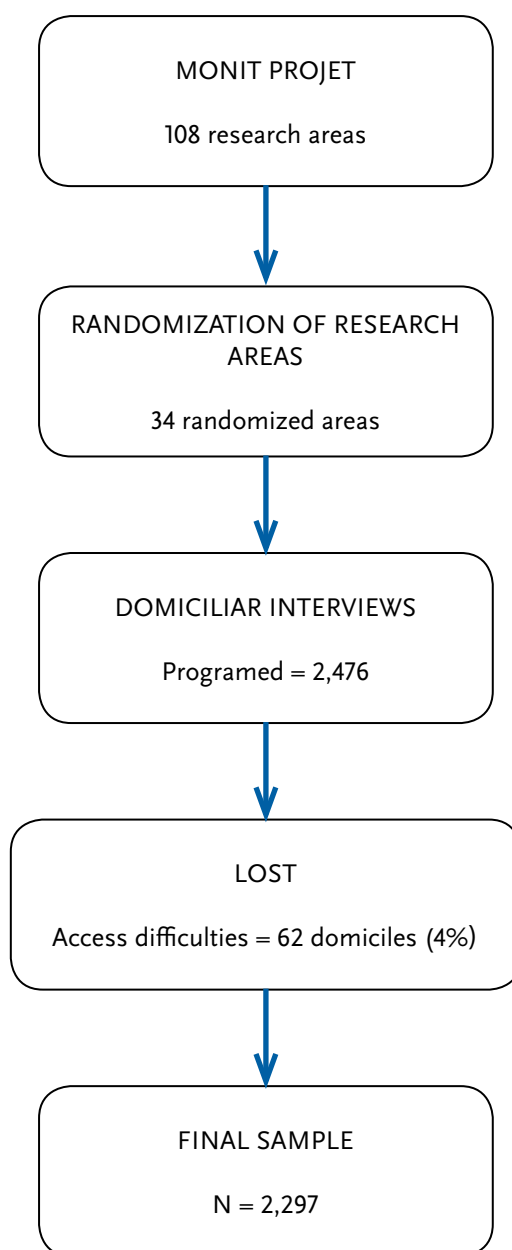 MONIT PROJET
108 research areas
RANDOMIZATION OF RESEARCH
AREAS
34 randomized areas
DOMICILIAR INTERVIEWS
Programed = 2,476
LOST
Access difficulties = 62 domiciles (4%)
FINAL SAMPLE
N = 2,297